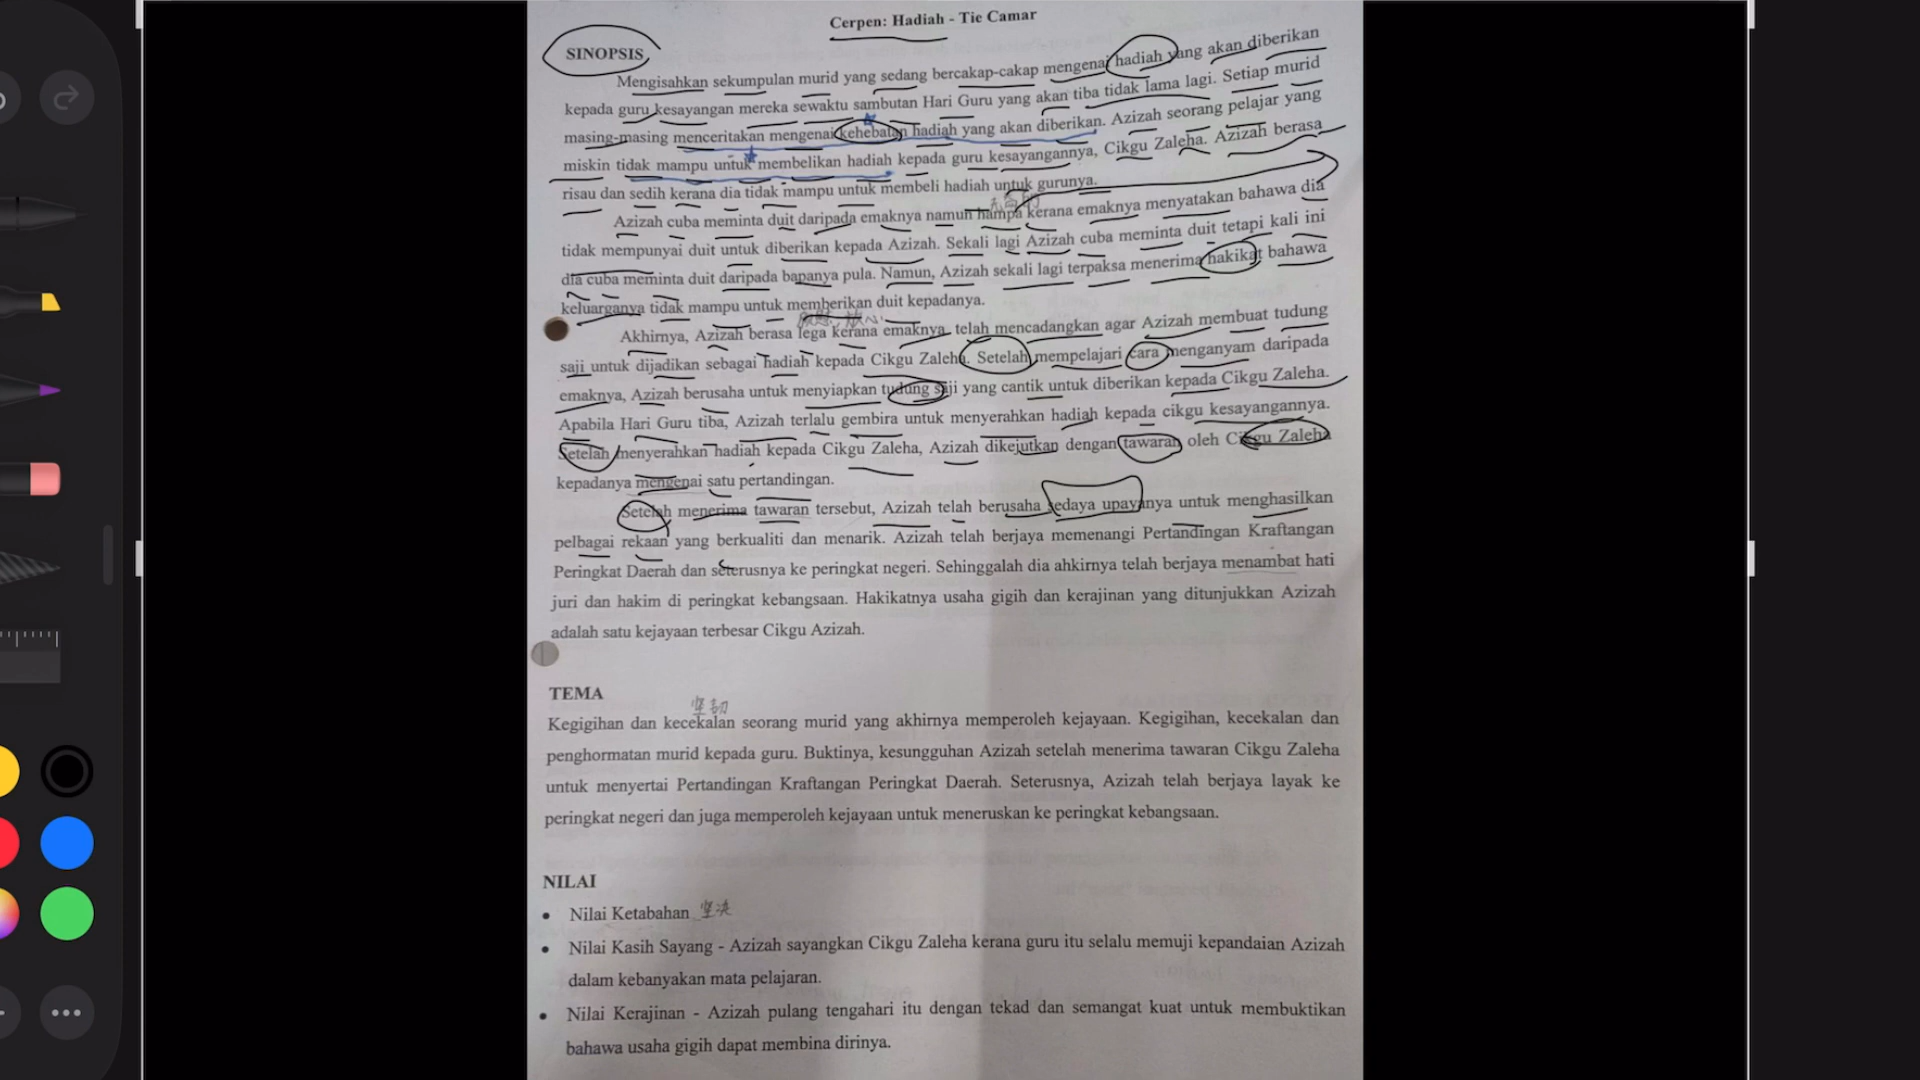 Cerpen: Hadiah - Tie Camar
SINOPSIS
Mengisahkan sekumpulan murid yang sedang bercakap-cakap mengenai hadiah yang akan diberikan
kepada guru kesayangan mereka sewaktu sambutan Hari Guru yang akan tiba tidak lama lagi. Setiap murid
masing-masing menceritakan mengenai kehebatan hadiah yang akan diberikan. Azizah seorang pelajar yang
miskin tidak mampu untuk membelikan hadiah kepada guru kesayangannya, Cikgu Zaleha. Azizah berasa
risau dan sedih kerana dia tidak mampu untuk membeli hadiah untuk gurunya.
Azizah cuba meminta duit daripada emaknya namun hampa kerana emaknya menyatakan bahawa dia
tidak mempunyai duit untuk diberikan kepada Azizah. Sekali lagi Azizah cuba meminta duit tetapi kali ini
dia cuba meminta duit daripada bapanya pula. Namun, Azizah sekali lagi terpaksa menerima hakikat bahawa
keluarganya tidak mampu untuk memberikan duit kepadanya.
Akhirnya, Azizah berasa lega kerana emaknya telah mencadangkan agar Azizah membuat tudung
saji untuk dijadikan sebagai hadiah kepada Cikgu Zaleha. Setelah mempelajari cara menganyam daripada
emaknya, Azizah berusaha untuk menyiapkan tudung saji yang cantik untuk diberikan kepada Cikgu Zaleha.
Apabila Hari Guru tiba, Azizah terlalu gembira untuk menyerahkan hadiah kepada cikgu kesayangannya.
Setelah menyerahkan hadiah kepada Cikgu Zaleha, Azizah dikejutkan dengan tawaran oleh Cikgu Zaleha
kepadanya mengenai satu pertandingan.
Setelah menerima tawaran tersebut, Azizah telah berusaha sedaya upayanya untuk menghasilkan
pelbagai rekaan yang berkualiti dan menarik. Azizah telah berjaya memenangi Pertandingan Kraftangan
Peringkat Daerah dan seterusnya ke peringkat negeri. Sehinggalah dia ahkirnya telah berjaya menambat hati
juri dan hakim di peringkat kebangsaan. Hakikatnya usaha gigih dan kerajinan yang ditunjukkan Azizah
adalah satu kejayaan terbesar Cikgu Azizah.
TEMA
坚韧
Kegigihan dan kecekalan seorang murid yang akhirnya memperoleh kejayaan. Kegigihan, kecekalan dan
penghormatan murid kepada guru. Buktinya, kesungguhan Azizah setelah menerima tawaran Cikgu Zaleha
untuk menyertai Pertandingan Kraftangan Peringkat Daerah. Seterusnya, Azizah telah berjaya layak ke
peringkat negeri dan juga memperoleh kejayaan untuk meneruskan ke peringkat kebangsaan.
NILAI
• Nilai Ketabahan 坚决
• Nilai Kasih Sayang - Azizah sayangkan Cikgu Zaleha kerana guru itu selalu memuji kepandaian Azizah
dalam kebanyakan mata pelajaran.
• Nilai Kerajinan - Azizah pulang tengahari itu dengan tekad dan semangat kuat untuk membuktikan
bahawa usaha gigih dapat membina dirinya.